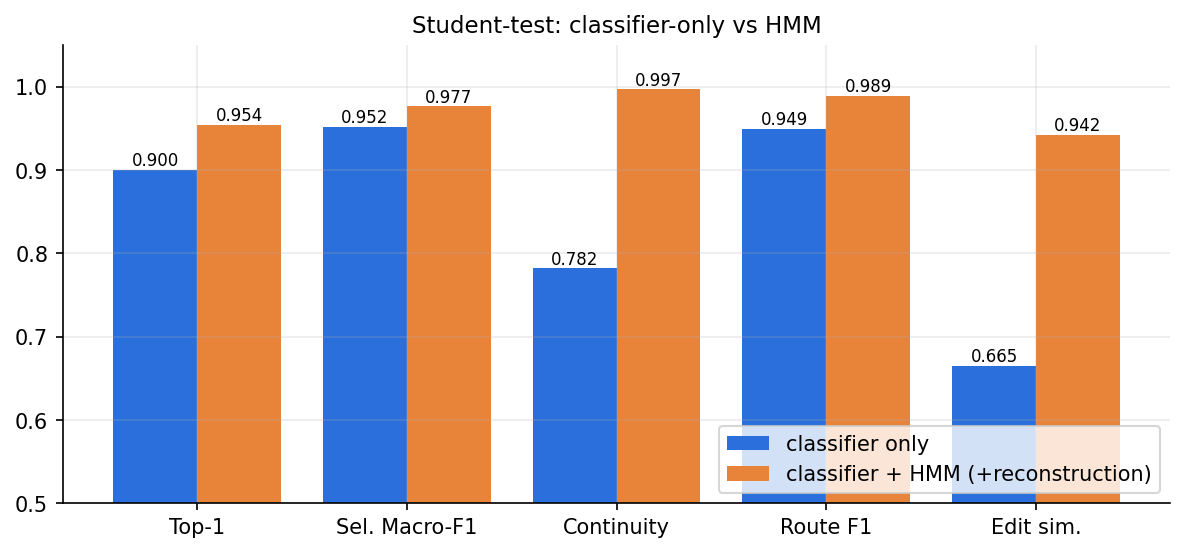 Student-test: classifier-only vs HMM
1.0
0.9
0.8
0.7
0.6
0.5
0.900
0.954
0.952
0.977
0.782
0.997
0.949
0.989
0.665
0.942
classifier only
classifier + HMM (+reconstruction)
Top-1
Sel. Macro-F1
Continuity
Route F1
Edit sim.